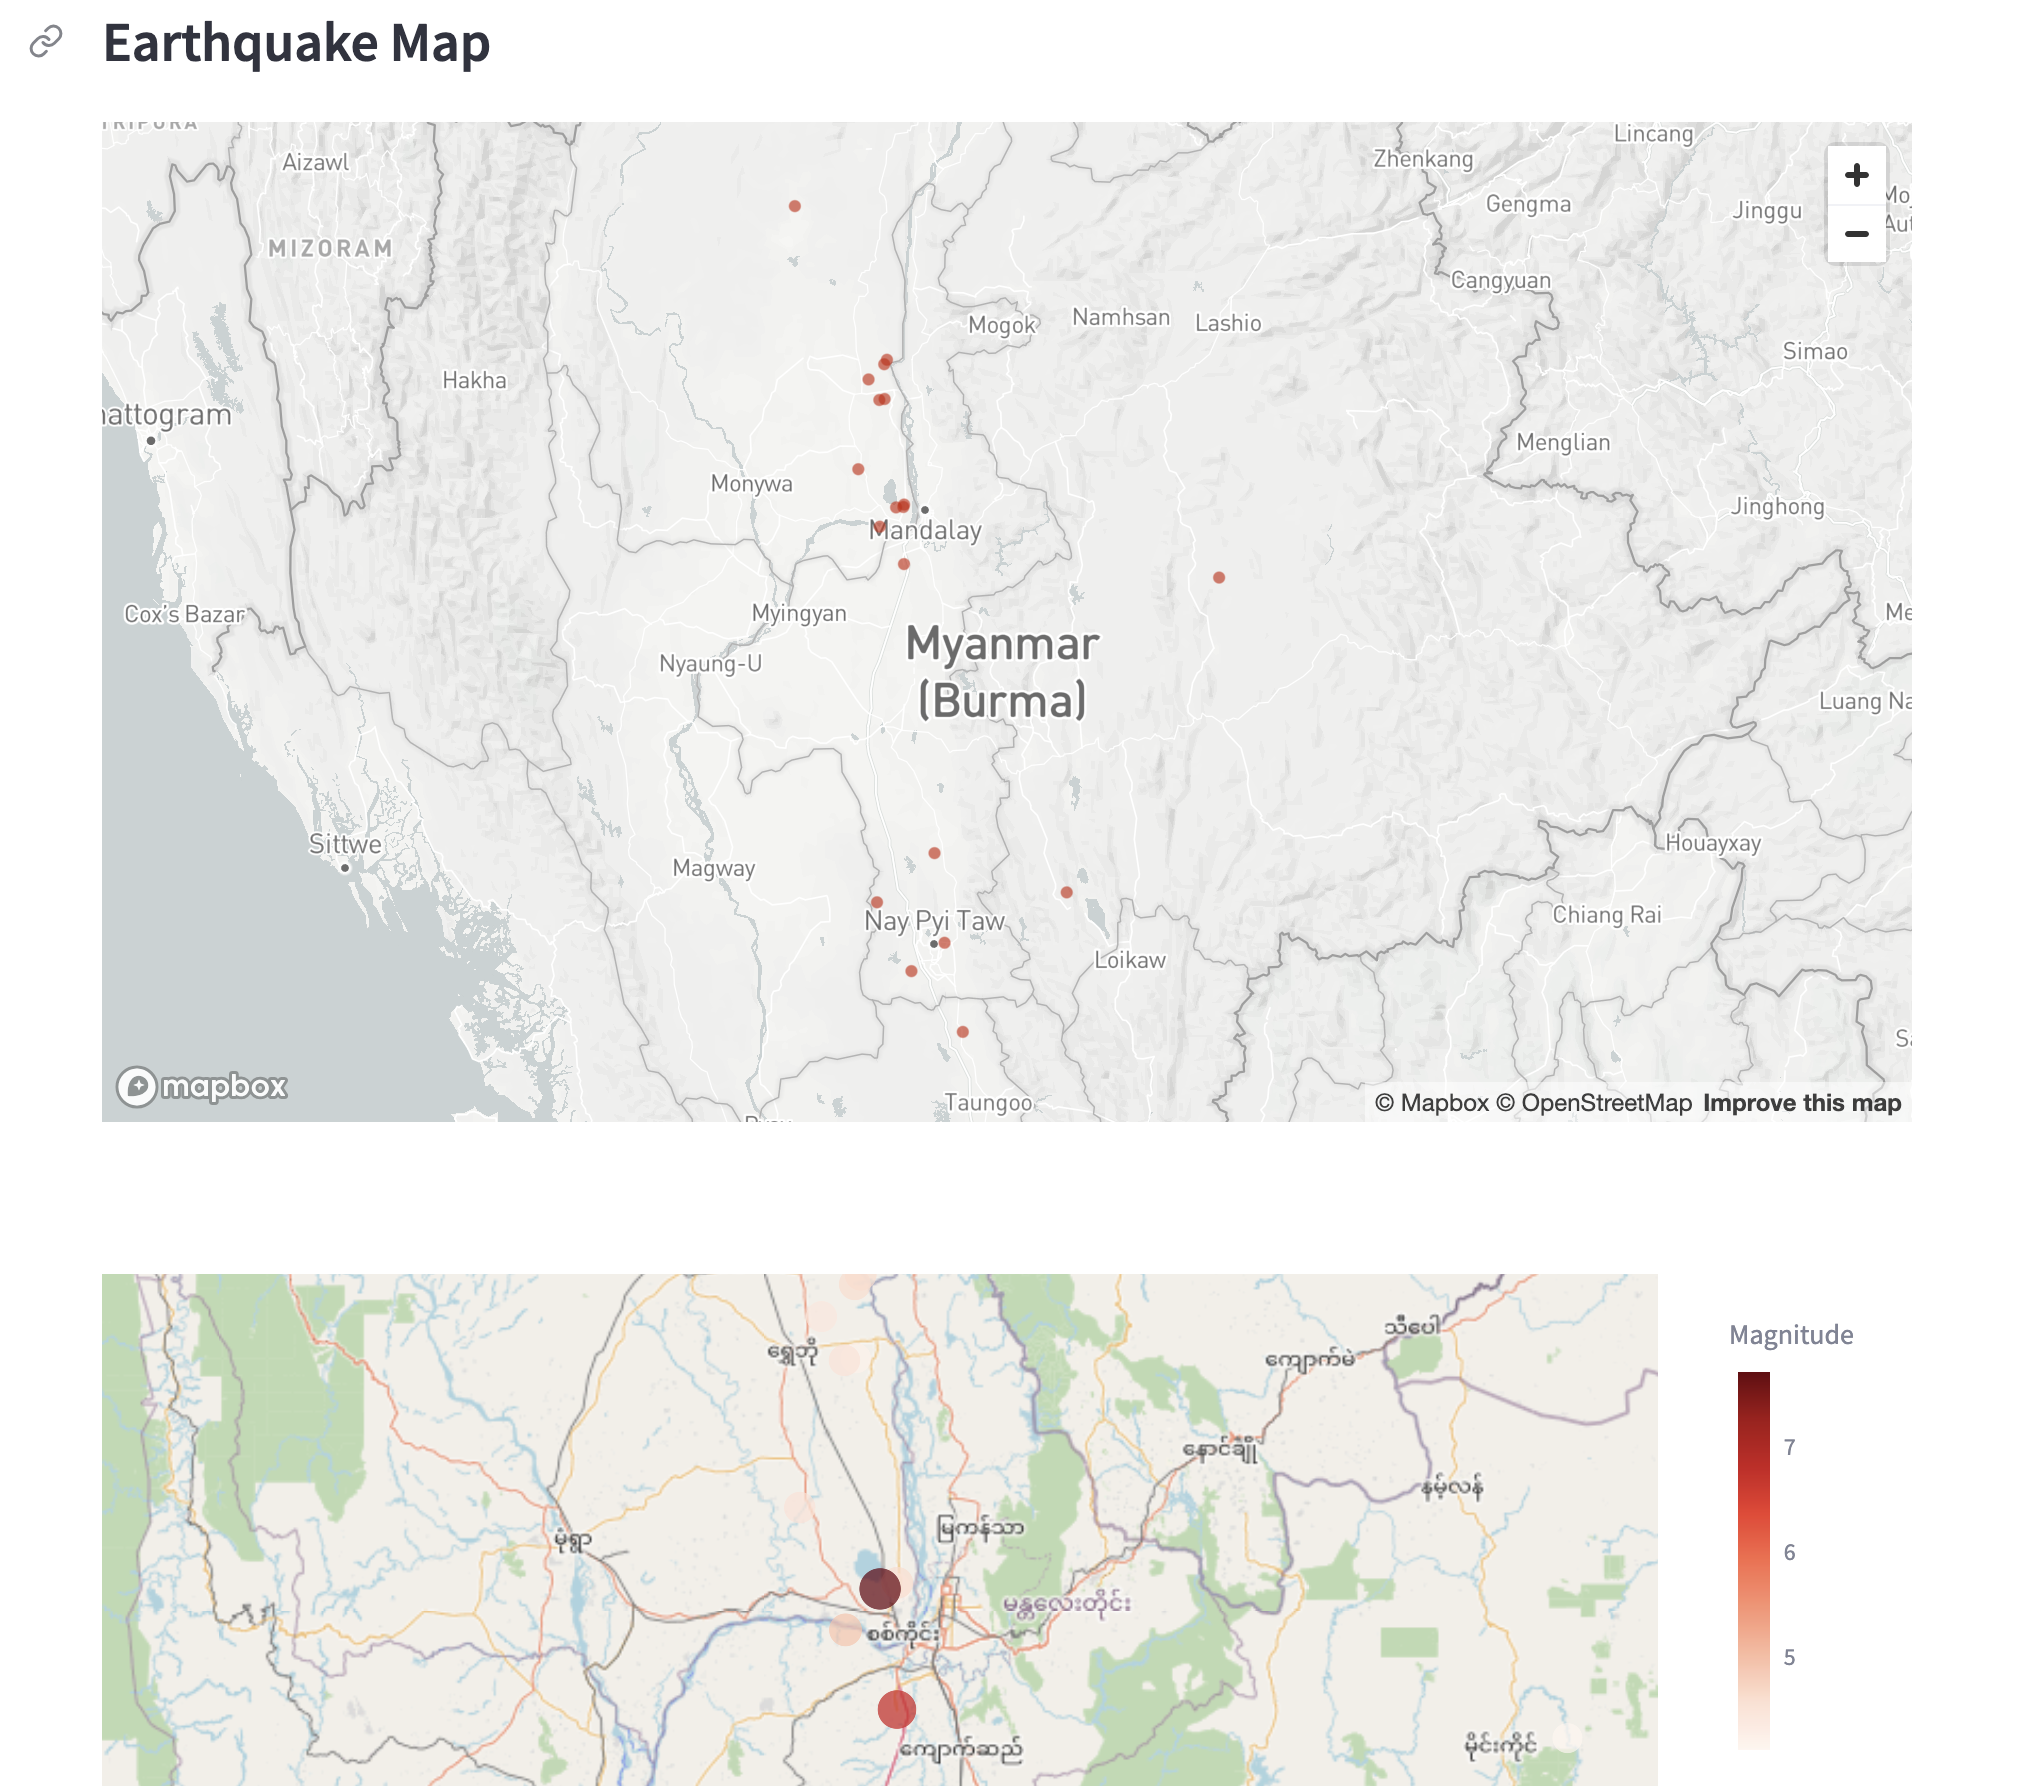 Earthquake Map
TRIPURA
Aizawl
Lincang
Zhenkang
Gengma
Jinggu
MIZORAM
Cangyuan
Mogok
Namhsan
Lashio
Simao
Hakha
hattogram
Menglian
Monywa
Jinghong
Mandalay
Cox's Bazar
Myingyan
Myanmar
(Burma)
Nyaung-U
Luang Na
Sittwe
Magway
Houayxay
Nay Pyi Taw
Chiang Rai
Loikaw
mapbox
Taungoo
© Mapbox © OpenStreetMap Improve this map
သီပေါ
Magnitude
ရွှေဘို
ကျောက်မဲ
နောင်ချို
7
နမ့်လန်
မြကန်သာ
မုံရွာ
6
မန္တလေးတိုင်း
စစ်ကိုင်း
5
ကျောက်ဆည်
မိုင်းကိုင်